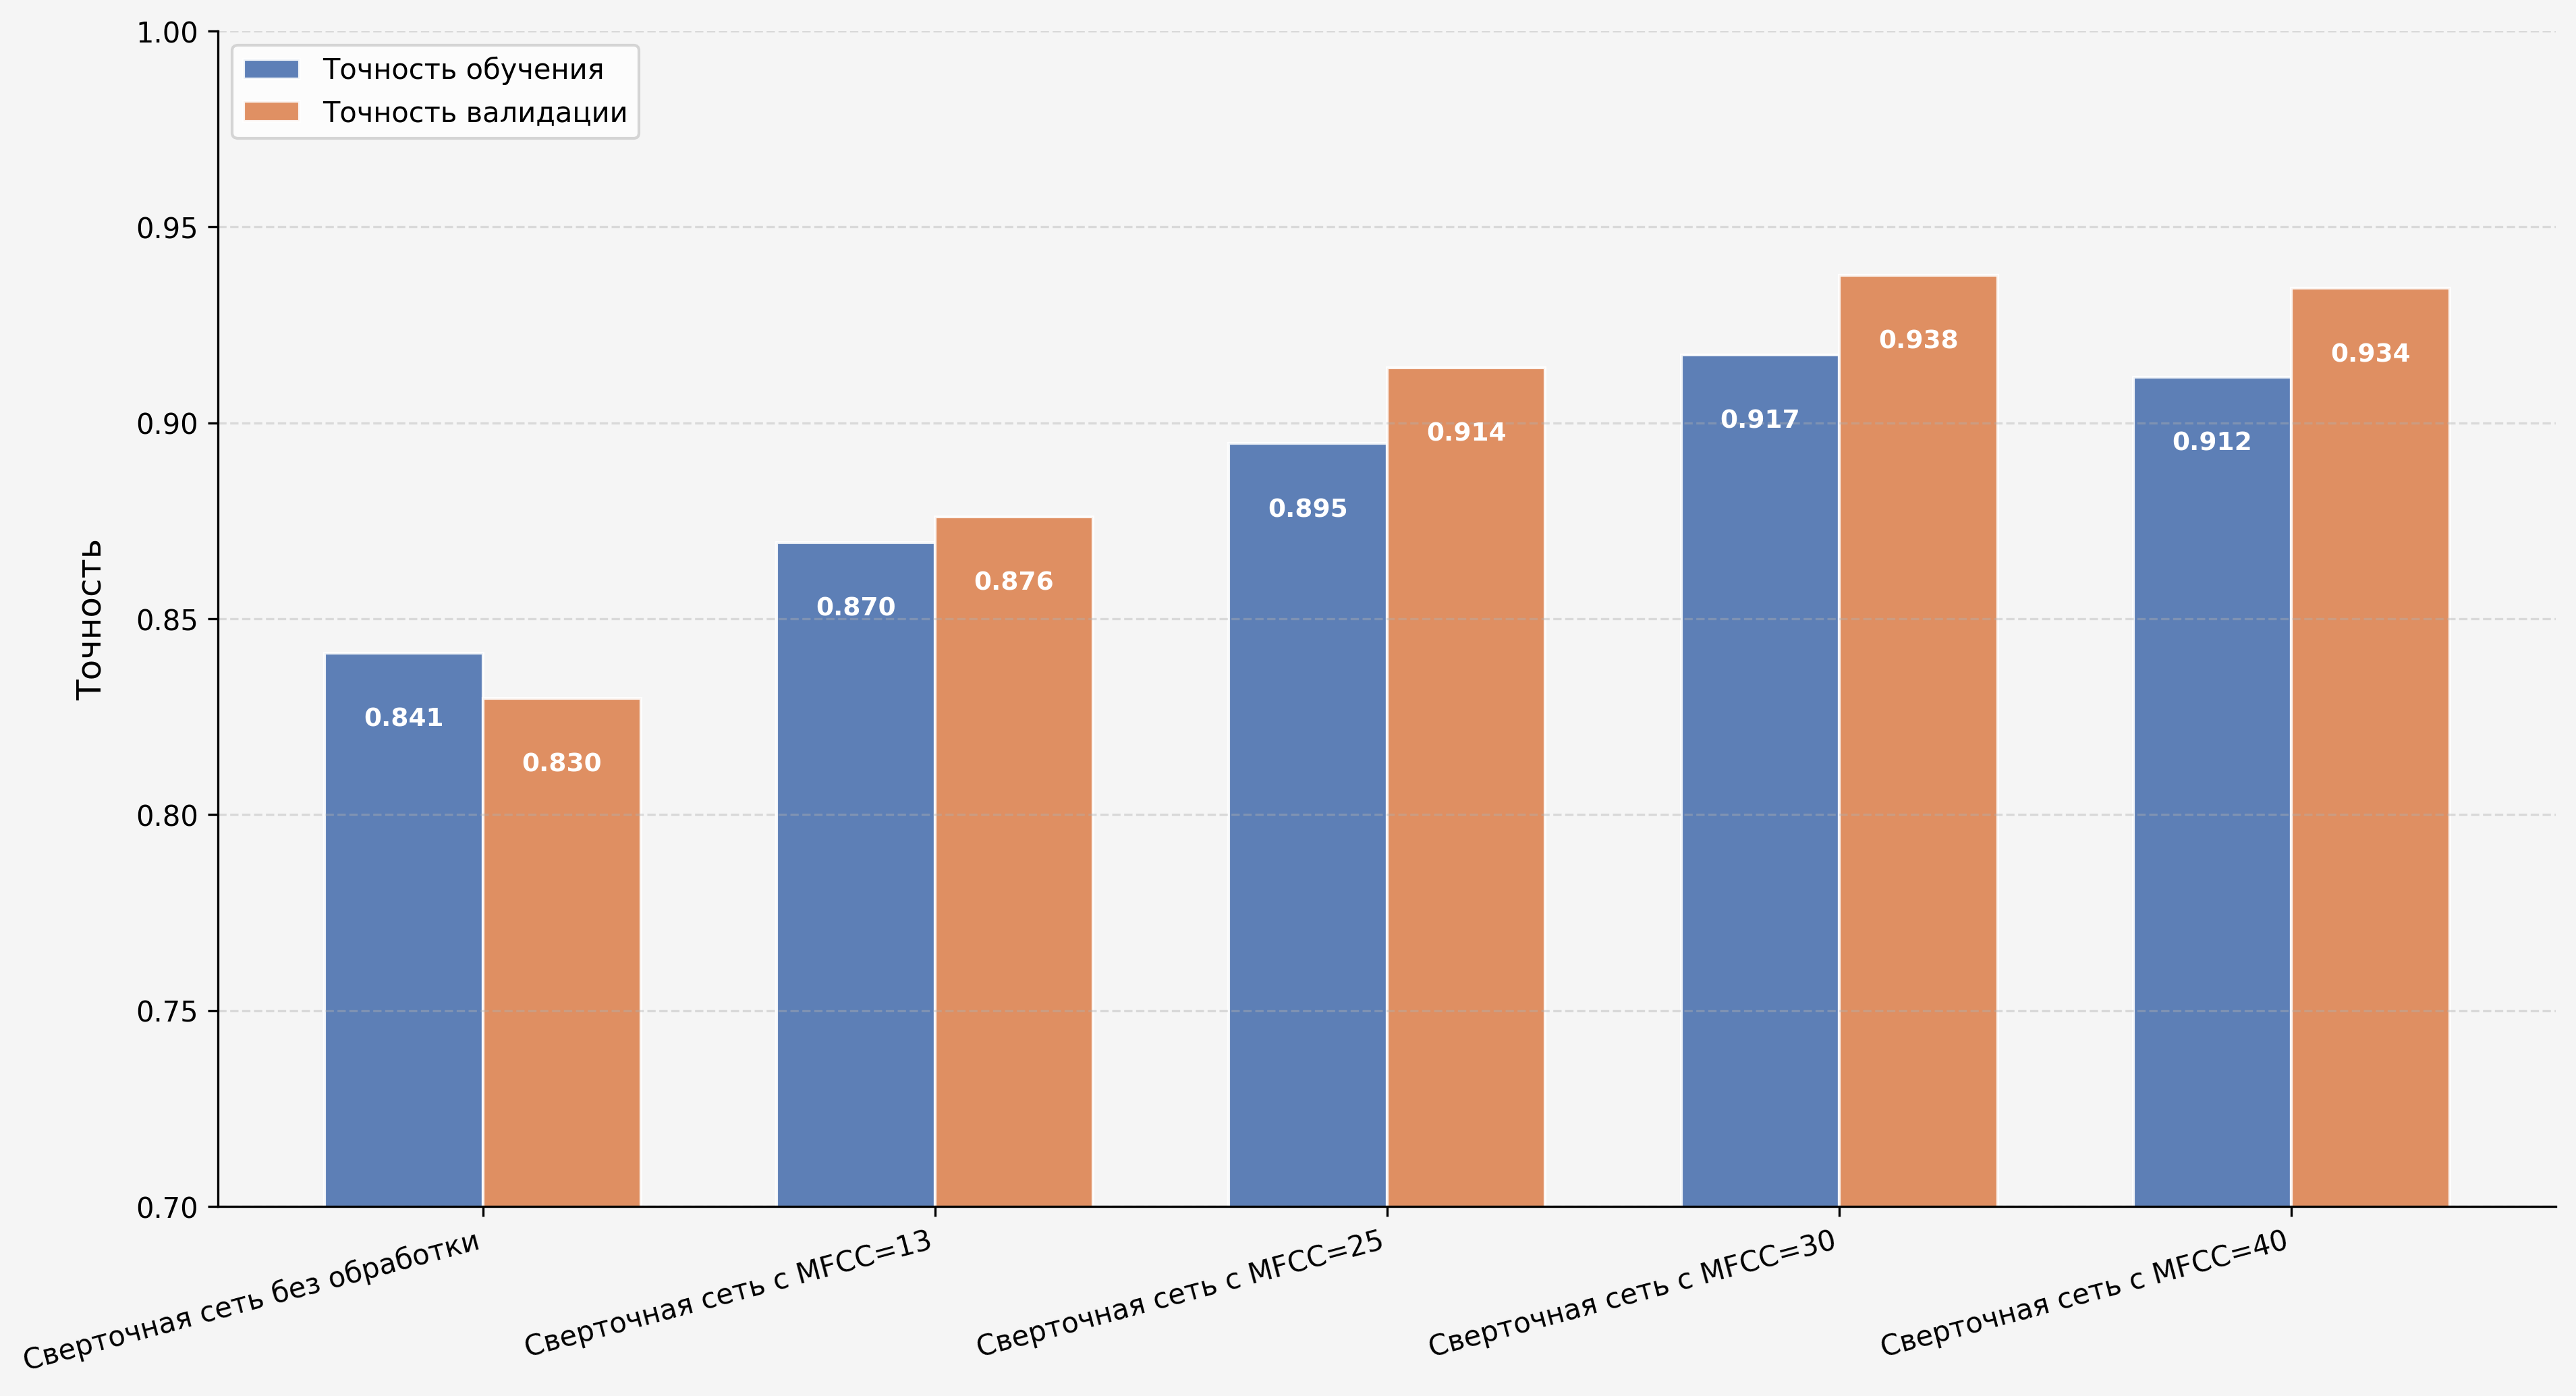 1.00
0.95
0.90
0.85
0.80
0.75
0.70
Точность
Точность обучения
Точность валидации
0.841
0.830
0.870
0.876
0.895
0.914
0.917
0.938
0.912
0.934
Сверточная сеть без обработки
Сверточная сеть с MFCC=13
Сверточная сеть с MFCC=25
Сверточная сеть с MFCC=30
Сверточная сеть с MFCC=40